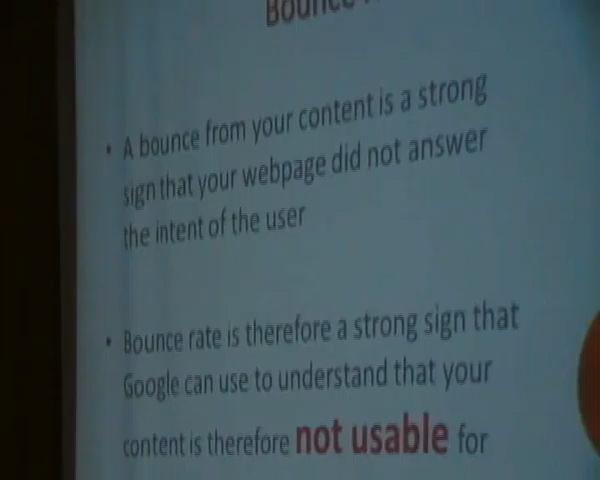 Bounce
• A bounce from your content is a strong
sign that your webpage did not answer
the intent of the user
• Bounce rate is therefore a strong sign that
Google can use to understand that your
content is therefore not usable for